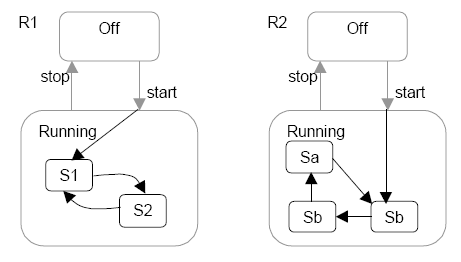 R1
Off
stop
start
Running
S1
S2
R2
Off
stop
start
Running
Sa
Sb
Sb